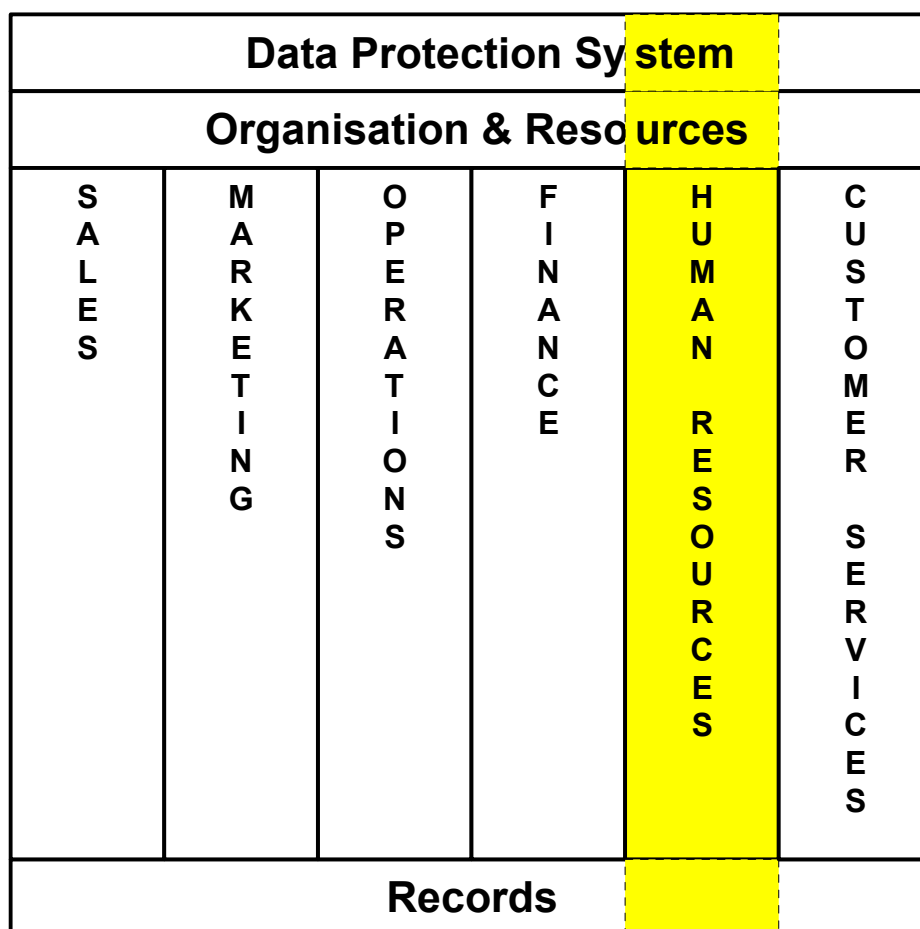 Data Protection System
Organisation & Resources
SALES
MARKETING
OPERATIONS
FINANCE
HUMAN RESOURCES
CUSTOMER SERVICES
Records